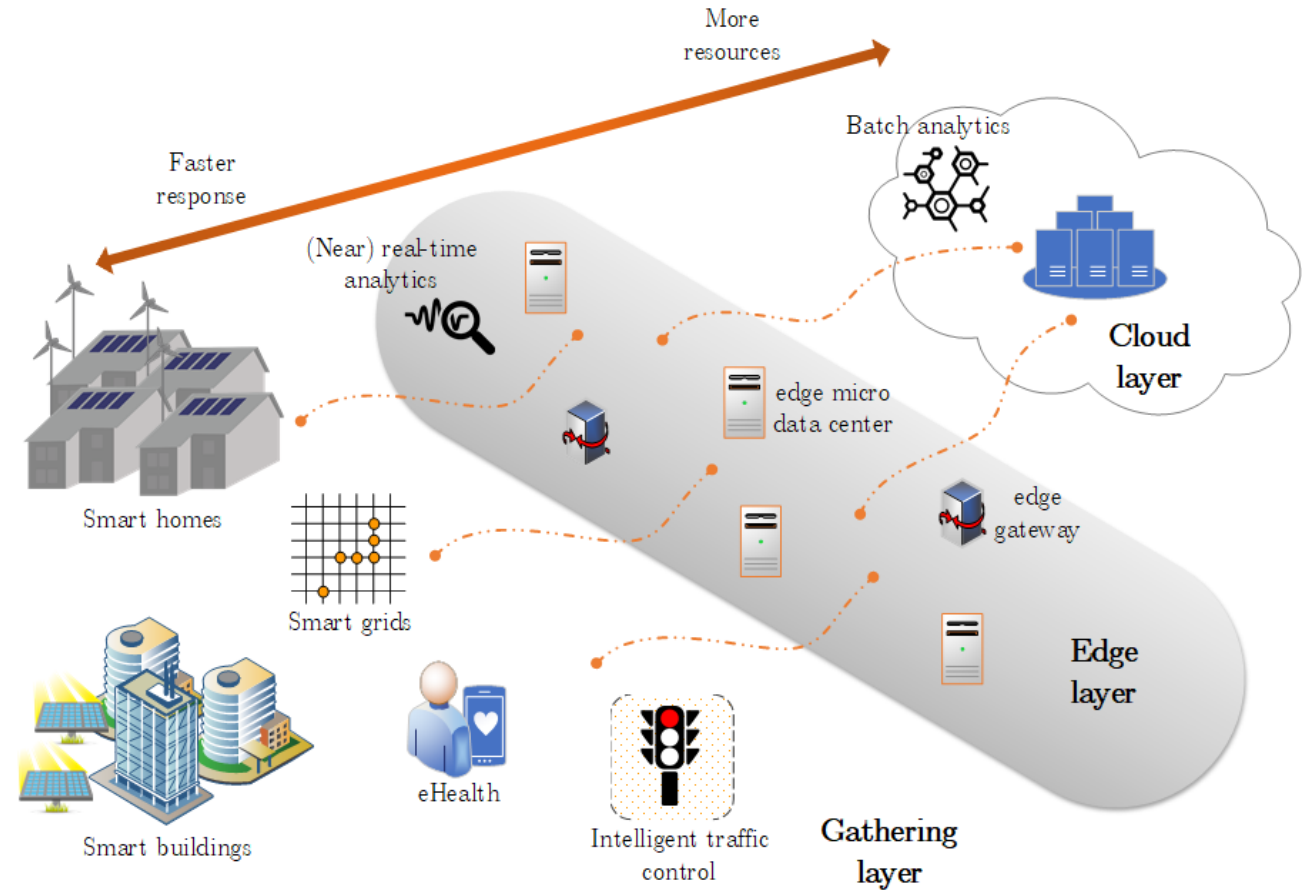 More
resources
Batch analytics
Faster
response
(Near) real-time
analytics
Cloud
layer
edge micro
data center
Smart homes
edge
gateway
Smart grids
Edge
layer
eHealth
Smart buildings
Intelligent traffic
control
Gathering
layer